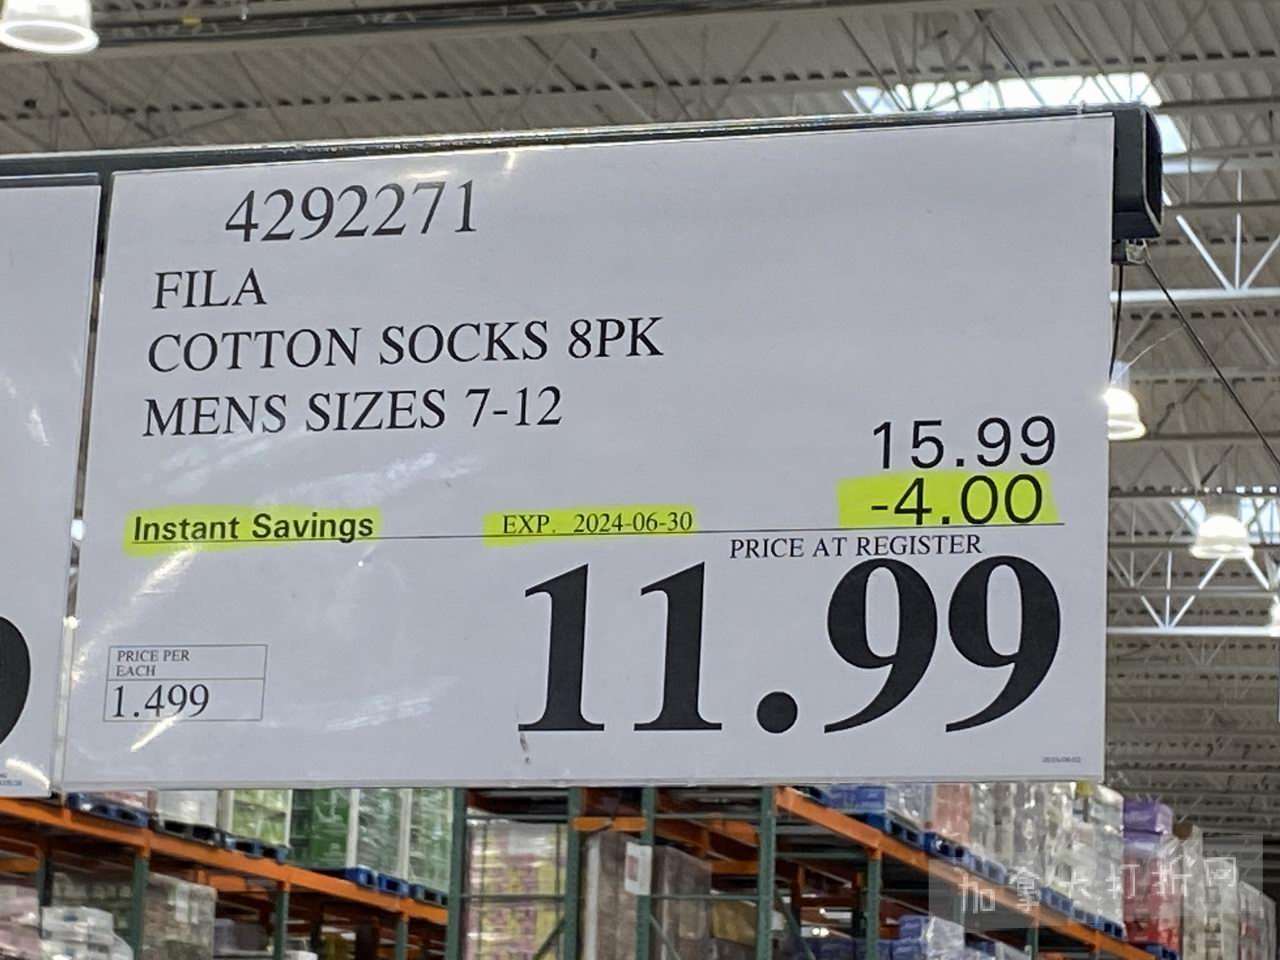 4292271
FILA
COTTON SOCKS 8PK
MENS SIZES 7-12
15.99
-4.00
Instant Savings EXP. 2024-06-30
PRICE AT REGISTER
11.99
PRICE PER
EACH
1.499
加拿大打折网